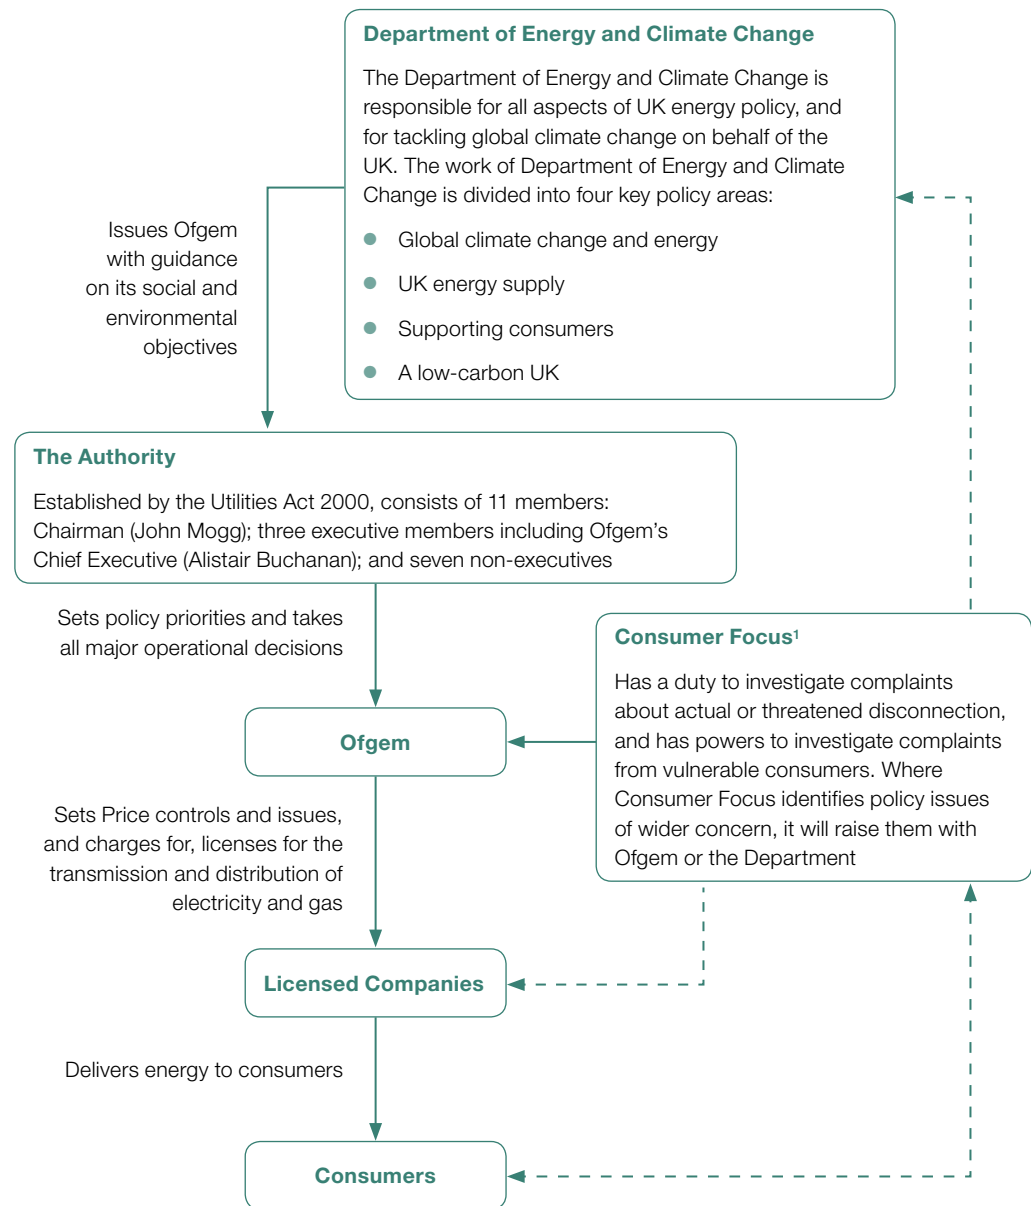 Department of Energy and Climate Change
The Department of Energy and Climate Change is
responsible for all aspects of UK energy policy, and
for tackling global climate change on behalf of the
UK. The work of Department of Energy and Climate
Change is divided into four key policy areas:
● Global climate change and energy
● UK energy supply
● Supporting consumers
● A low-carbon UK
Issues Ofgem
with guidance
on its social and
environmental
objectives
The Authority
Established by the Utilities Act 2000, consists of 11 members:
Chairman (John Mogg); three executive members including Ofgem’s
Chief Executive (Alistair Buchanan); and seven non-executives
Sets policy priorities and takes
all major operational decisions
Consumer Focus¹
Has a duty to investigate complaints
about actual or threatened disconnection,
and has powers to investigate complaints
from vulnerable consumers. Where
Consumer Focus identifies policy issues
of wider concern, it will raise them with
Ofgem or the Department
Ofgem
Sets Price controls and issues,
and charges for, licenses for the
transmission and distribution of
electricity and gas
Licensed Companies
Delivers energy to consumers
Consumers